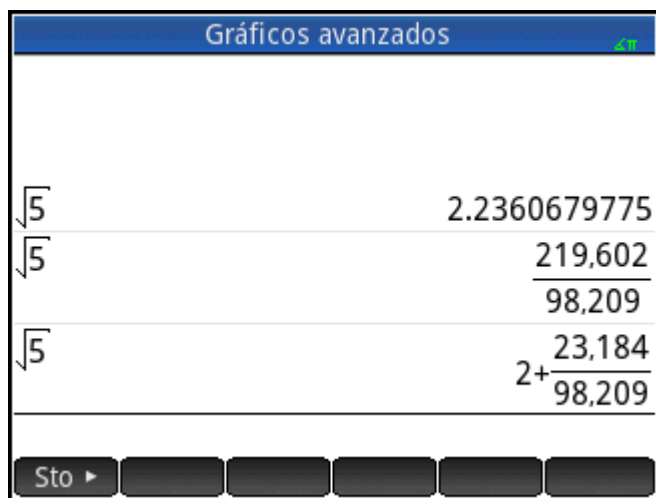 Gráficos avanzados
∡π
√5 2.2360679775
√5 219,602/98,209
√5 2+23,184/98,209
Sto ▶